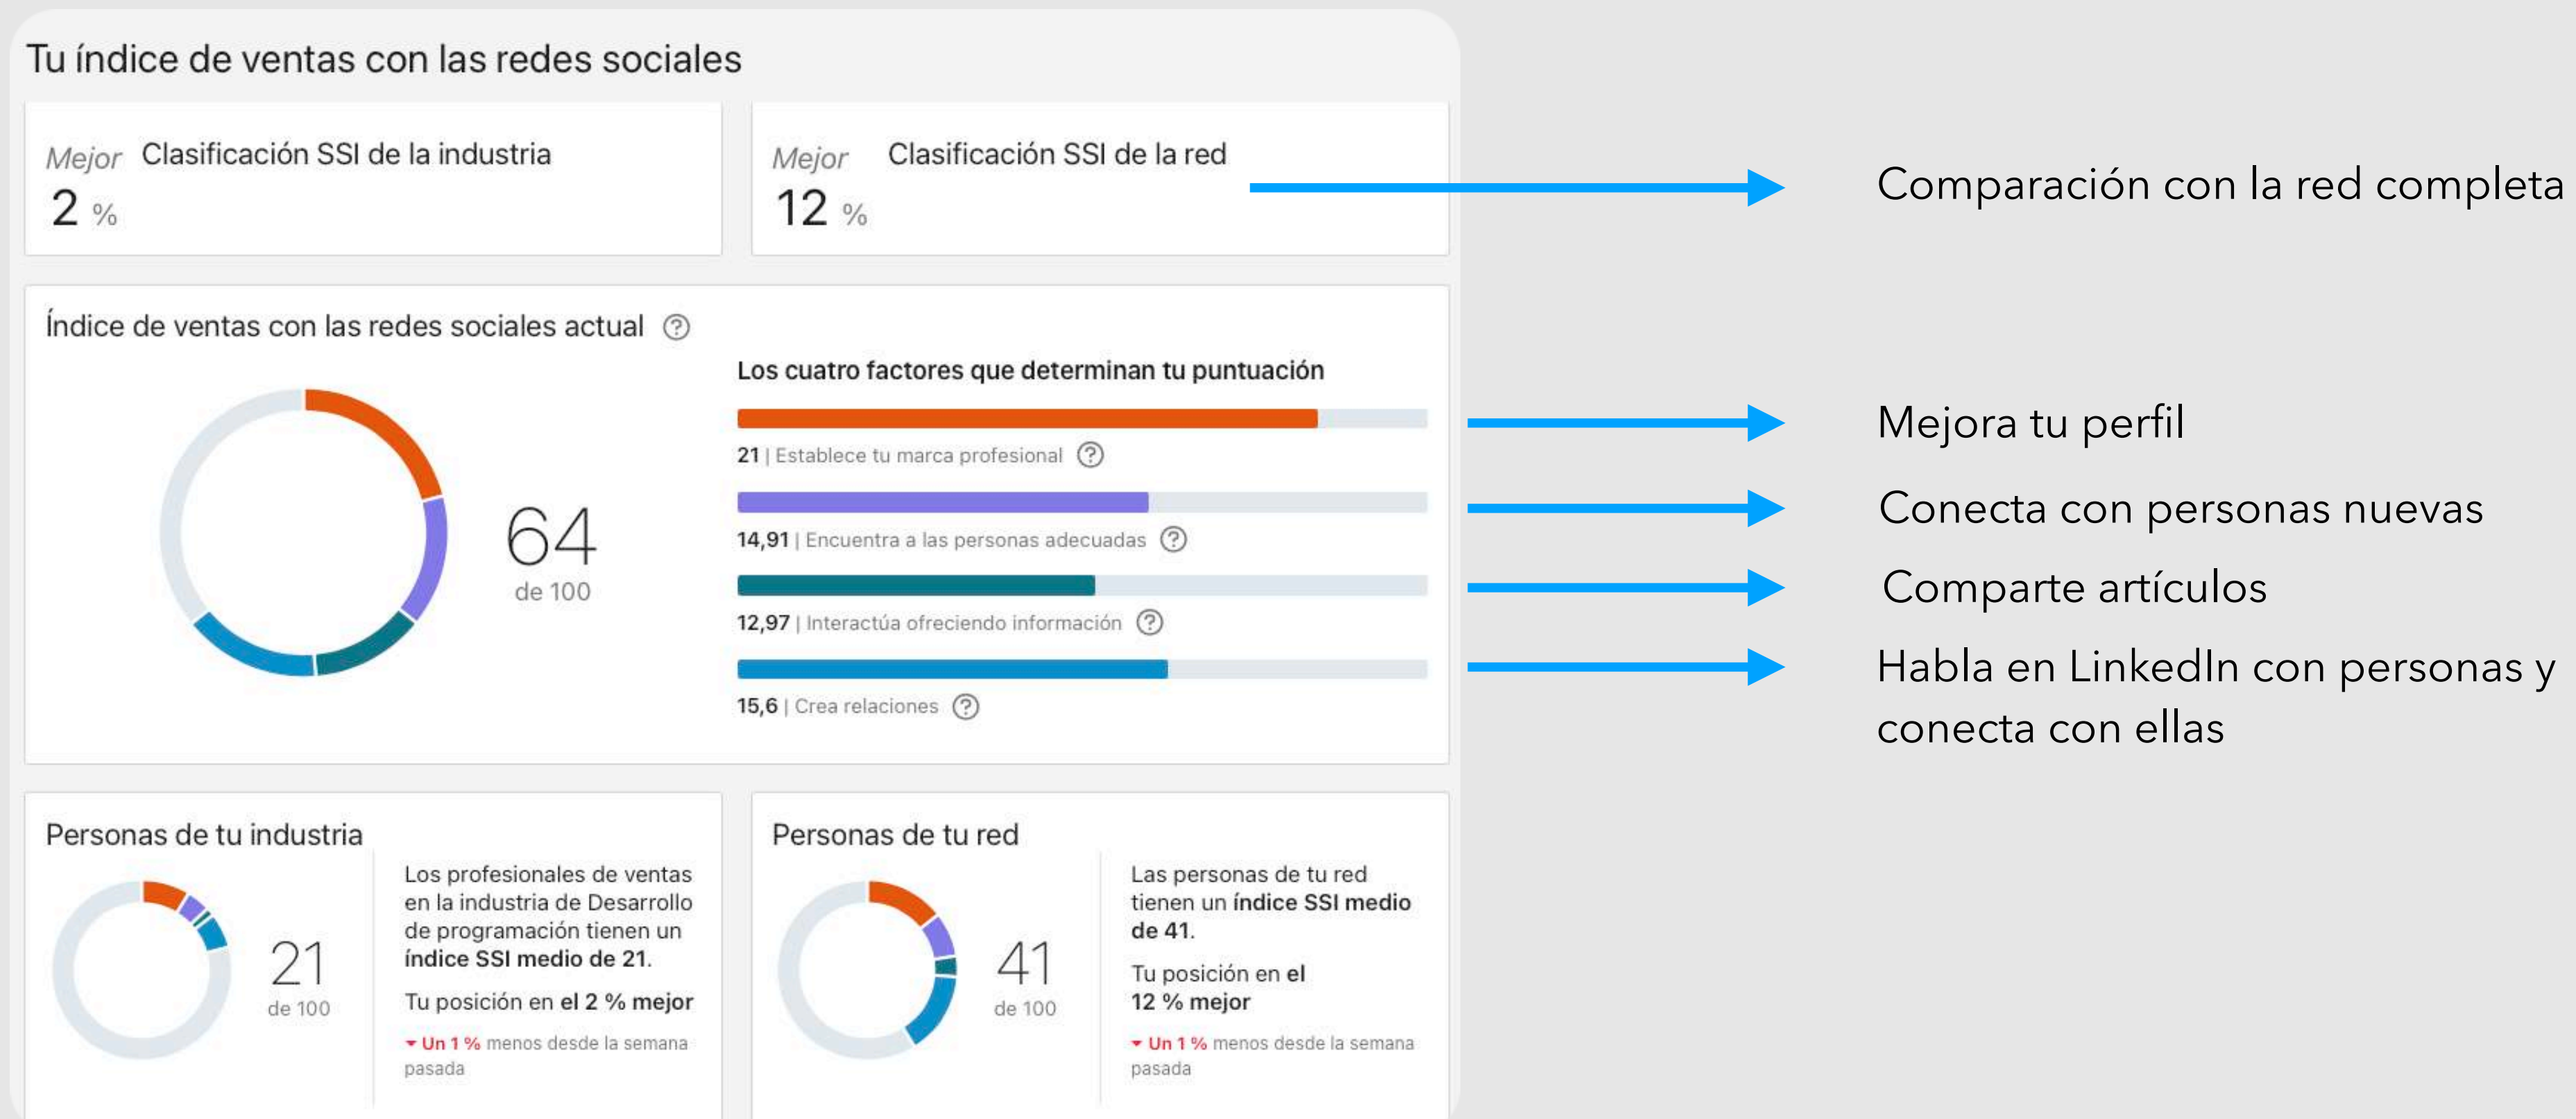 Tu índice de ventas con las redes sociales
Mejor Clasificación SSI de la industria
2 %
Mejor Clasificación SSI de la red
12 %
Comparación con la red completa
Índice de ventas con las redes sociales actual ?
64
de 100
Los cuatro factores que determinan tu puntuación
21 | Establece tu marca profesional ?
14,91 | Encuentra a las personas adecuadas ?
12,97 | Interactúa ofreciendo información ?
15,6 | Crea relaciones ?
Mejora tu perfil
Conecta con personas nuevas
Comparte artículos
Habla en LinkedIn con personas y
conecta con ellas
Personas de tu industria
21
de 100
Los profesionales de ventas
en la industria de Desarrollo
de programación tienen un
índice SSI medio de 21.
Tu posición en el 2 % mejor
Un 1 % menos desde la semana
pasada
Personas de tu red
41
de 100
Las personas de tu red
tienen un índice SSI medio
de 41.
Tu posición en el
12 % mejor
Un 1 % menos desde la semana
pasada